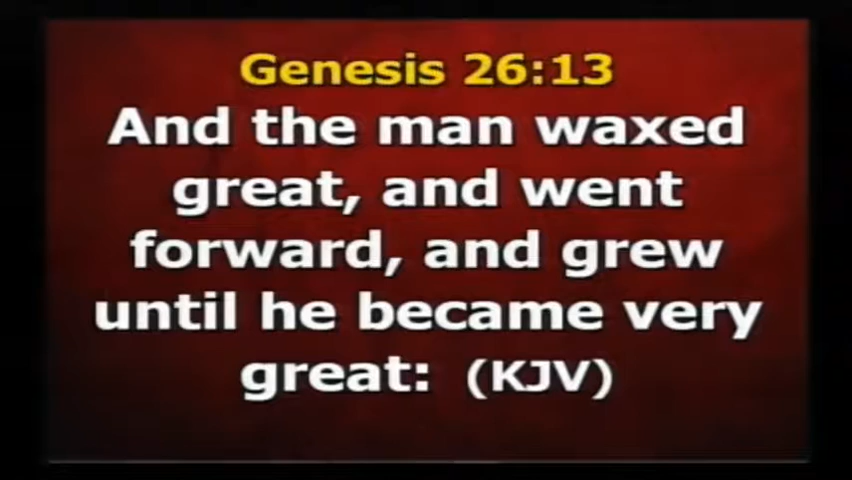 Genesis 26:13
And the man waxed
great, and went
forward, and grew
until he became very
great: (KJV)